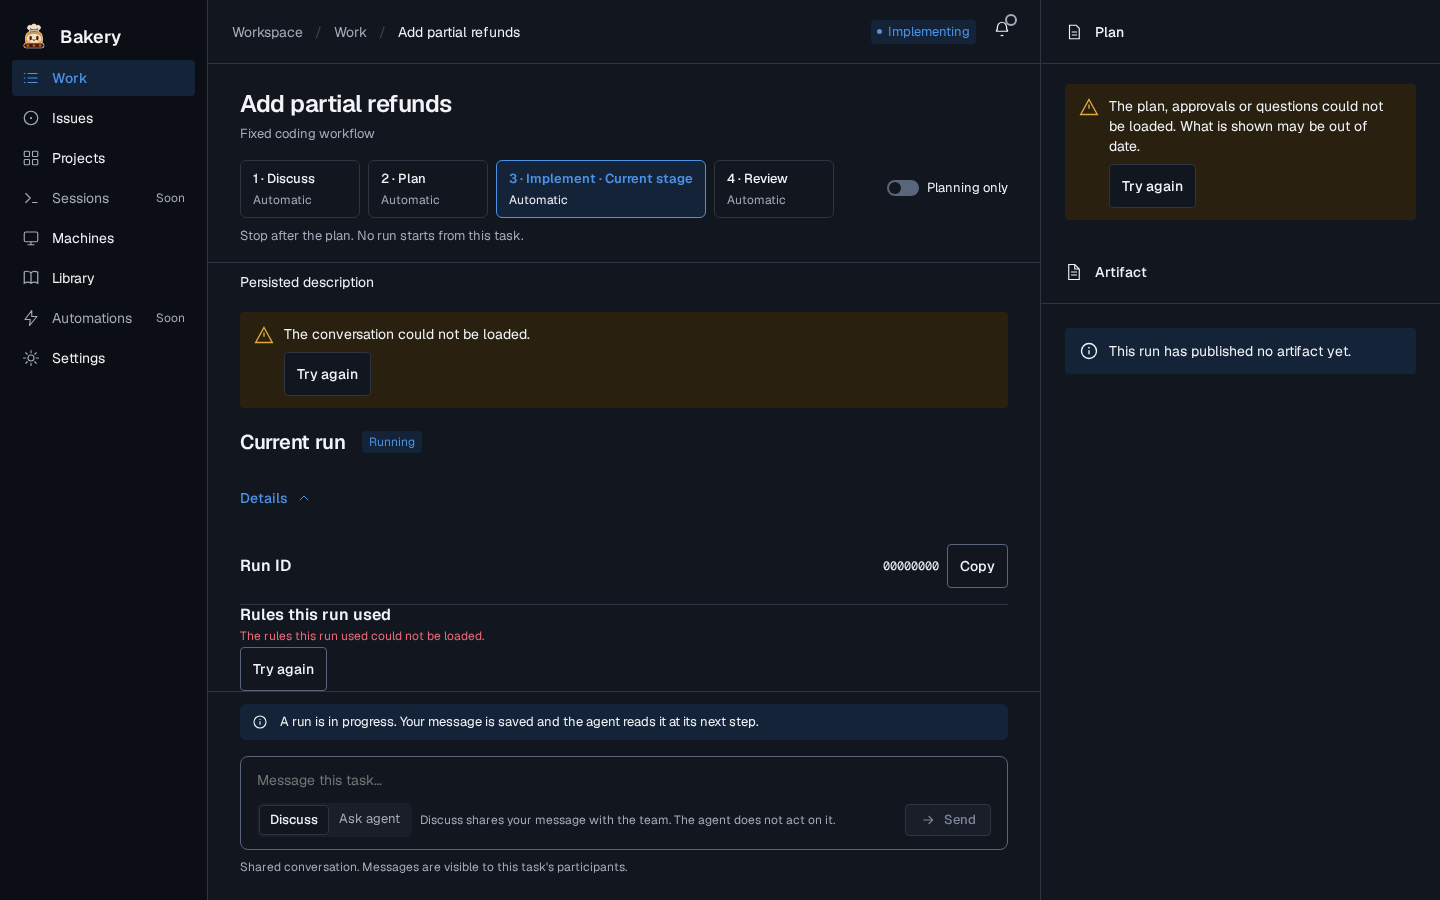 Bakery
Work
Issues
Projects
Sessions Soon
Machines
Library
Automations Soon
Settings
Workspace / Work / Add partial refunds
Implementing
Add partial refunds
Fixed coding workflow
1 · Discuss
Automatic
2 · Plan
Automatic
3 · Implement · Current stage
Automatic
4 · Review
Automatic
Planning only
Stop after the plan. No run starts from this task.
Persisted description
The conversation could not be loaded.
Try again
Current run Running
Details
Run ID 00000000 Copy
Rules this run used
The rules this run used could not be loaded.
Try again
A run is in progress. Your message is saved and the agent reads it at its next step.
Message this task...
Discuss Ask agent Discuss shares your message with the team. The agent does not act on it. Send
Shared conversation. Messages are visible to this task's participants.
Plan
The plan, approvals or questions could not
be loaded. What is shown may be out of
date.
Try again
Artifact
This run has published no artifact yet.